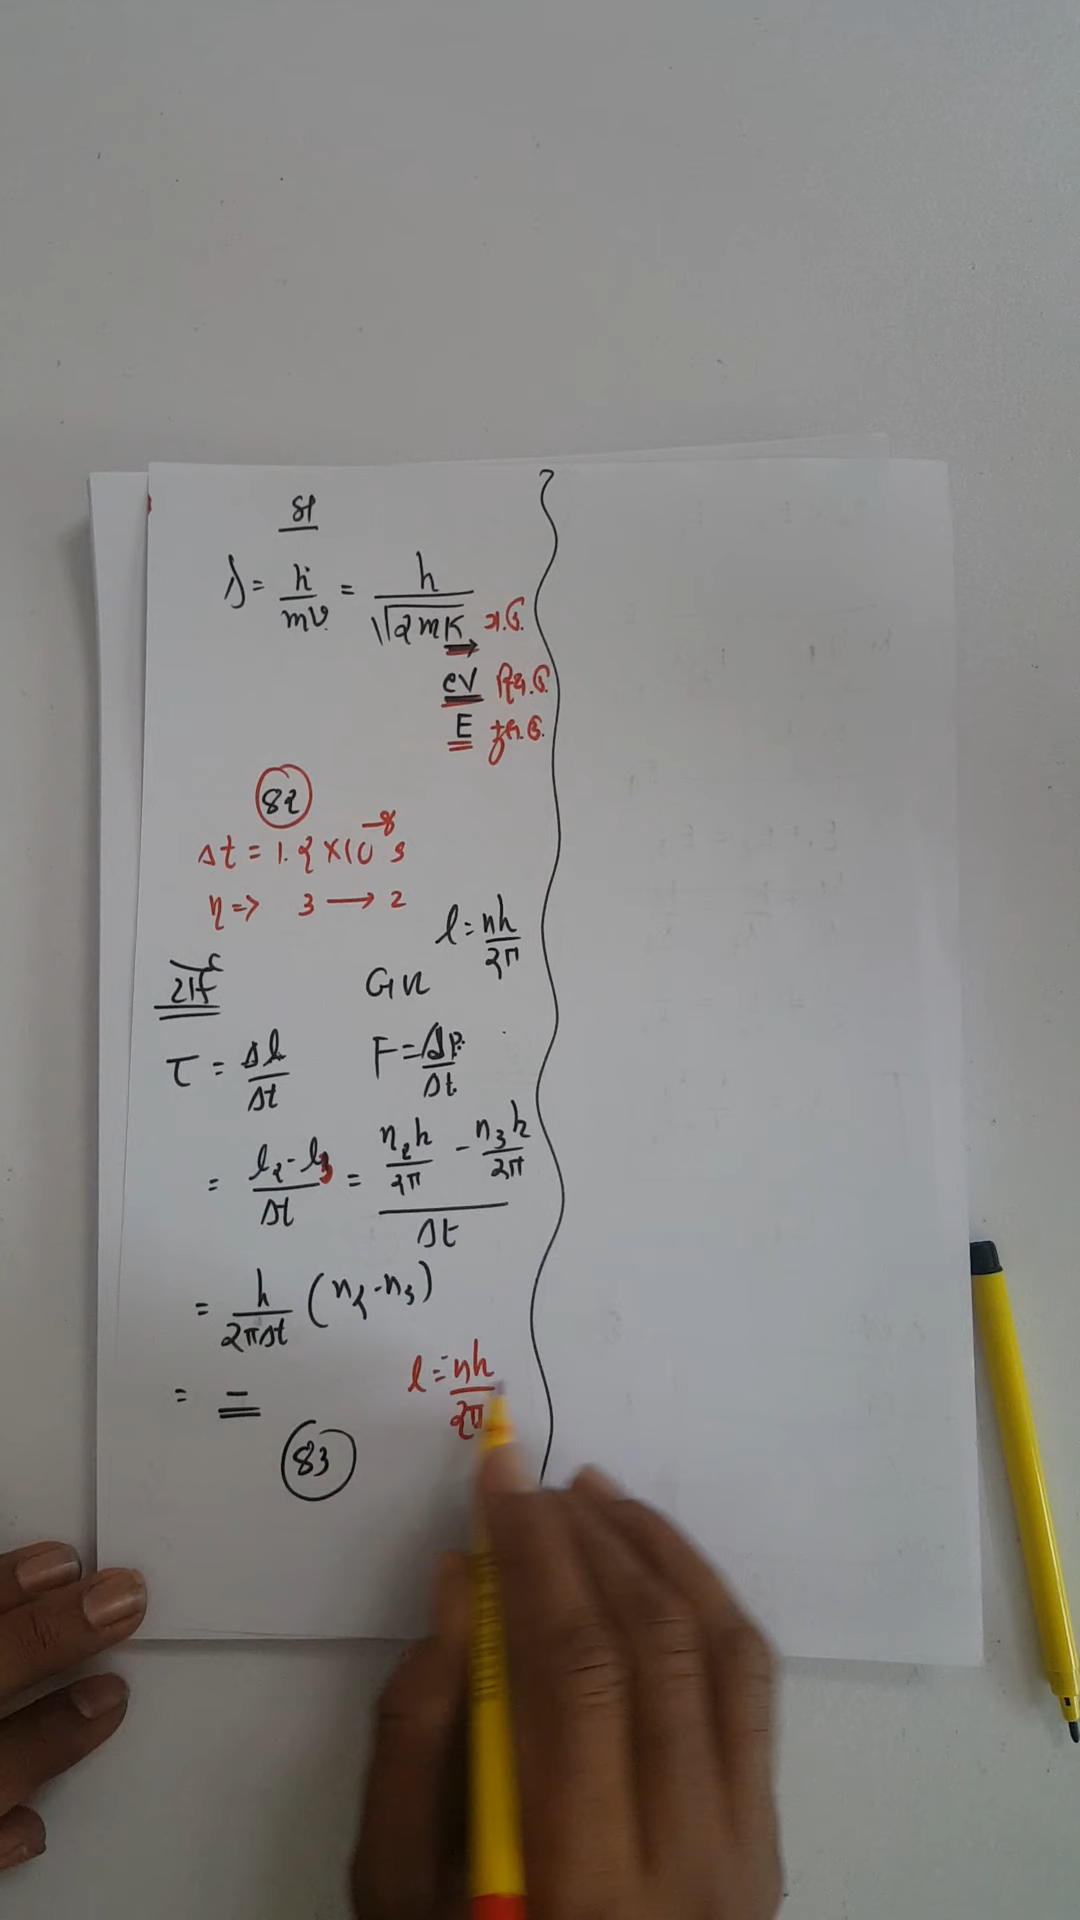 81
λ = h/mv = h/√2mK
eV
E
82
Δt = 1.2 × 10⁻⁸ s
n => 3 → 2
l = nh/2π
τ = Δl/Δt F = ΔP/Δt
= (l₂ - l₃)/Δt = (n₂h/2π - n₃h/2π)/Δt
= h/2πΔt (n₂ - n₃)
= =
l = nh/2π
83